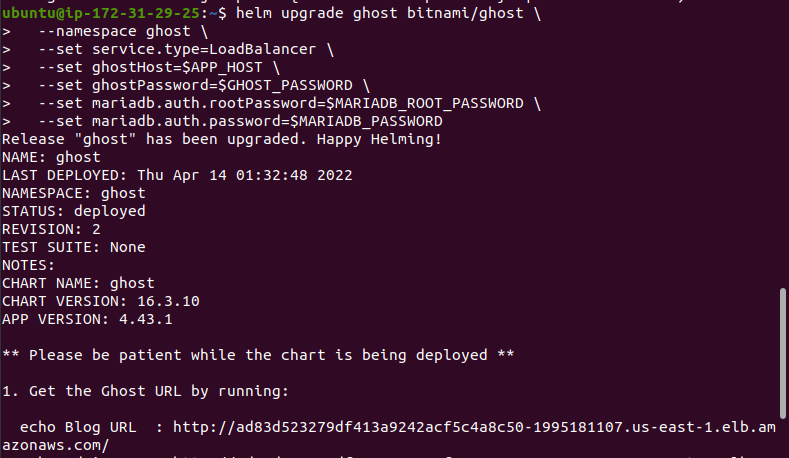 ubuntu@ip-172-31-29-25:~$ helm upgrade ghost bitnami/ghost \
>   --namespace ghost \
>   --set service.type=LoadBalancer \
>   --set ghostHost=$APP_HOST \
>   --set ghostPassword=$GHOST_PASSWORD \
>   --set mariadb.auth.rootPassword=$MARIADB_ROOT_PASSWORD \
>   --set mariadb.auth.password=$MARIADB_PASSWORD
Release "ghost" has been upgraded. Happy Helming!
NAME: ghost
LAST DEPLOYED: Thu Apr 14 01:32:48 2022
NAMESPACE: ghost
STATUS: deployed
REVISION: 2
TEST SUITE: None
NOTES:
CHART NAME: ghost
CHART VERSION: 16.3.10
APP VERSION: 4.43.1
** Please be patient while the chart is being deployed **
1. Get the Ghost URL by running:
  echo Blog URL  : http://ad83d523279df413a9242acf5c4a8c50-1995181107.us-east-1.elb.am
azonaws.com/